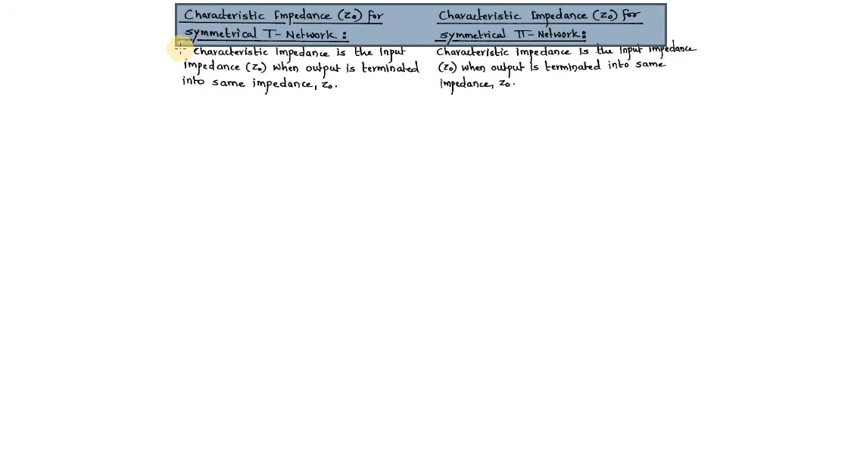 Characteristic Impedance (Z₀) for
symmetrical T-Network:
Characteristic impedance is the input
impedance (Z₀) when output is terminated
into same impedance, Z₀.
Characteristic Impedance (Z₀) for
symmetrical Π-Network:
Characteristic impedance is the input impedance
(Z₀) when output is terminated into same
impedance, Z₀.